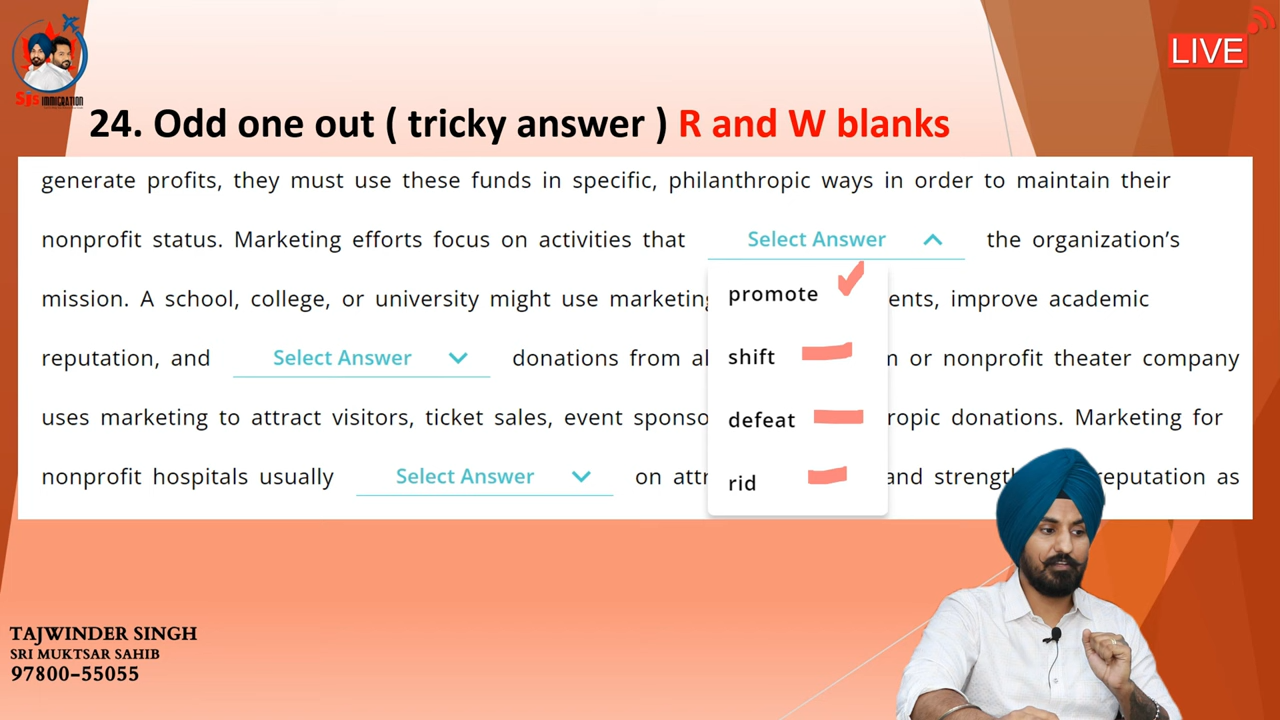 LIVE
SJS IMMIGRATION
24. Odd one out ( tricky answer ) R and W blanks
generate profits, they must use these funds in specific, philanthropic ways in order to maintain their
nonprofit status. Marketing efforts focus on activities that Select Answer the organization's
mission. A school, college, or university might use marketing ents, improve academic
promote
reputation, and Select Answer donations from al or nonprofit theater company
shift
uses marketing to attract visitors, ticket sales, event sponso ropic donations. Marketing for
defeat
nonprofit hospitals usually Select Answer on attr and strength reputation as
rid
TAJWINDER SINGH
SRI MUKTSAR SAHIB
97800-55055